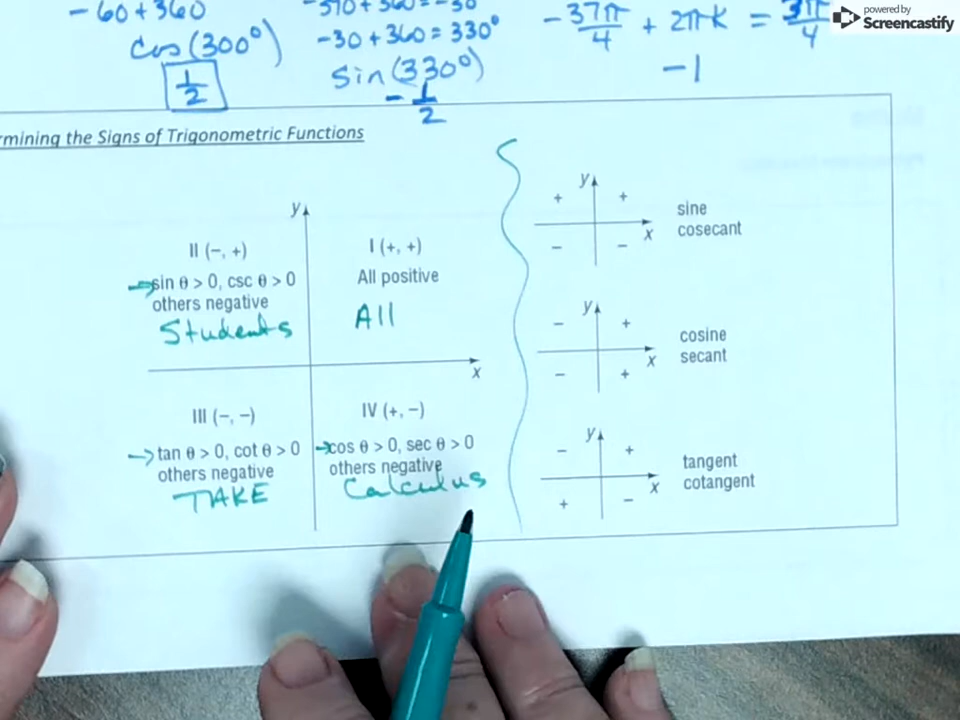 -60+360
cos(300°)
1/2
-30+360=330°
sin(330°)
-1/2
-37π/4 + 2πk = 3π/4
-1
powered by
Screencastify
rmining the Signs of Trigonometric Functions
y
II (−, +)
sin θ > 0, csc θ > 0
others negative
Students
I (+, +)
All positive
All
x
III (−, −)
tan θ > 0, cot θ > 0
others negative
TAKE
IV (+, −)
cos θ > 0, sec θ > 0
others negative
Calculus
y
+ +
x
− −
sine
cosecant
y
− +
x
− +
cosine
secant
y
− +
x
+ −
tangent
cotangent